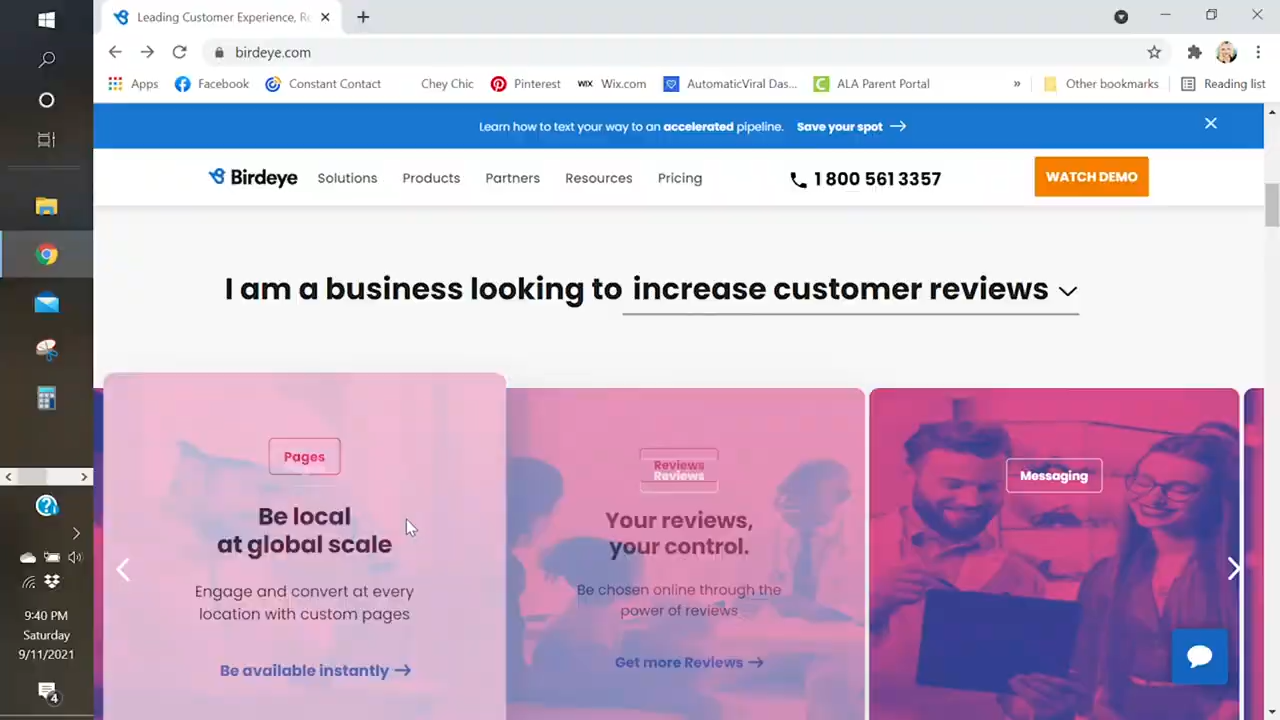 Leading Customer Experience, Re
birdeye.com
Apps
Facebook
Constant Contact
Chey Chic
Pinterest
WIX
Wix.com
AutomaticViral Das...
ALA Parent Portal
»
Other bookmarks
Reading list
Learn how to text your way to an accelerated pipeline. Save your spot →
Birdeye
Solutions
Products
Partners
Resources
Pricing
1 800 561 3357
WATCH DEMO
I am a business looking to increase customer reviews
Pages
Be local
at global scale
Engage and convert at every
location with custom pages
Be available instantly →
Reviews
Reviews
Your reviews,
your control.
Be chosen online through the
power of reviews
Get more Reviews →
Messaging
9:40 PM
Saturday
9/11/2021
4